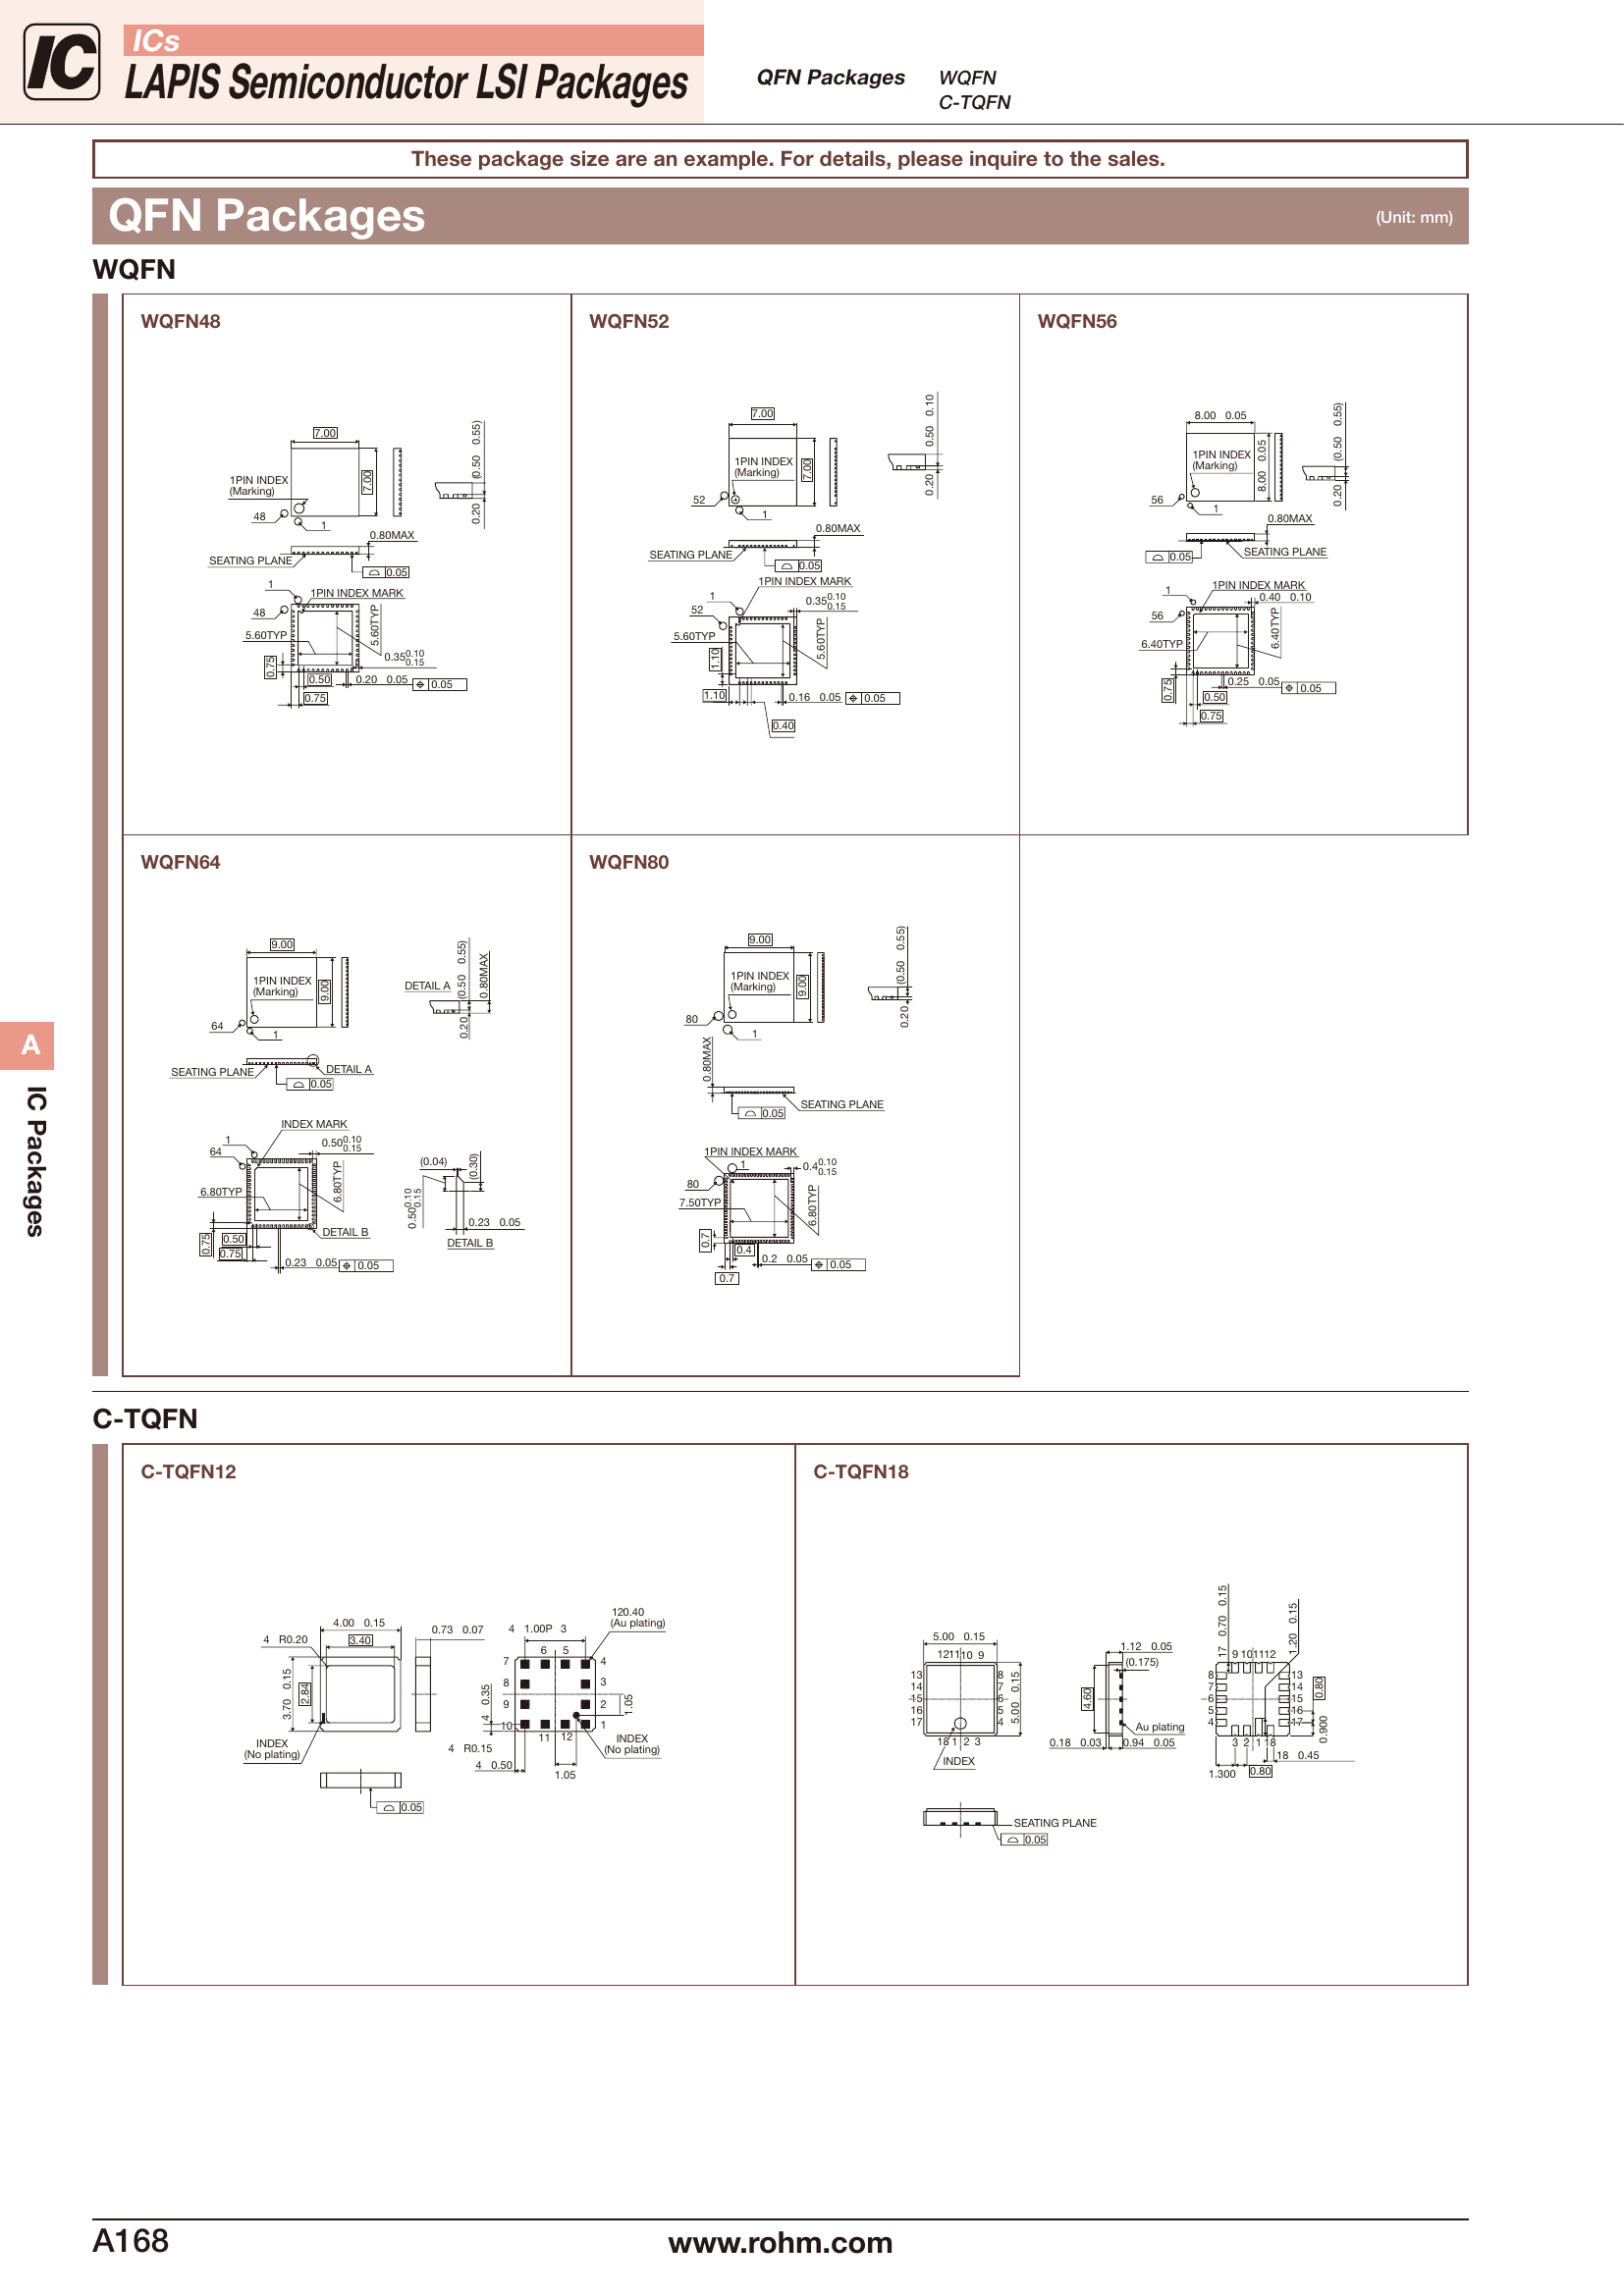 IC
ICs
LAPIS Semiconductor LSI Packages
QFN Packages
WQFN
C-TQFN
These package size are an example. For details, please inquire to the sales.
QFN Packages
(Unit: mm)
WQFN
WQFN48
7.00
7.00
1PIN INDEX
(Marking)
48
1
(0.50 0.55)
0.20
0.80MAX
SEATING PLANE
0.05
1
1PIN INDEX MARK
48
5.60TYP
5.60TYP
0.35 0.10
0.15
0.75
0.50
0.20 0.05
0.05
0.75
WQFN52
7.00
7.00
1PIN INDEX
(Marking)
52
1
0.50 0.10
0.20
0.80MAX
SEATING PLANE
0.05
1PIN INDEX MARK
1
52
0.35 0.10
0.15
5.60TYP
5.60TYP
1.10
1.10
0.16 0.05
0.05
0.40
WQFN56
8.00 0.05
8.00 0.05
1PIN INDEX
(Marking)
56
1
(0.50 0.55)
0.20
0.80MAX
0.05
SEATING PLANE
1
1PIN INDEX MARK
0.40 0.10
56
6.40TYP
6.40TYP
0.75
0.25 0.05
0.05
0.50
0.75
WQFN64
9.00
9.00
1PIN INDEX
(Marking)
64
1
DETAIL A
(0.50 0.55)
0.80MAX
0.20
SEATING PLANE
DETAIL A
0.05
INDEX MARK
1
64
0.50 0.10
0.15
6.80TYP
6.80TYP
DETAIL B
0.75
0.50
0.75
0.23 0.05
0.05
(0.04)
(0.30)
0.50 0.10
0.15
0.23 0.05
DETAIL B
WQFN80
9.00
9.00
1PIN INDEX
(Marking)
80
1
(0.50 0.55)
0.20
0.80MAX
SEATING PLANE
0.05
1PIN INDEX MARK
1
0.4 0.10
0.15
80
7.50TYP
6.80TYP
0.7
0.4
0.2 0.05
0.05
0.7
A
IC Packages
C-TQFN
C-TQFN12
4.00 0.15
4 R0.20
3.40
3.70 0.15
2.84
INDEX
(No plating)
0.73 0.07
0.05
4 1.00P 3
120.40
(Au plating)
6 5
7 4
8 3
9 2
10 1
11 12
4 0.35
1.05
INDEX
(No plating)
4 R0.15
4 0.50
1.05
C-TQFN18
5.00 0.15
1211 10 9
13 8
14 7
15 6
16 5
17 4
18 1 2 3
5.00 0.15
INDEX
1.12 0.05
(0.175)
4.60
Au plating
0.18 0.03
0.94 0.05
17 0.70 0.15
1.20 0.15
9 101112
8 13
7 14
6 15
5 16
4 17
3 2 1 18
0.80
0.900
18 0.45
1.300
0.80
SEATING PLANE
0.05
A168
www.rohm.com